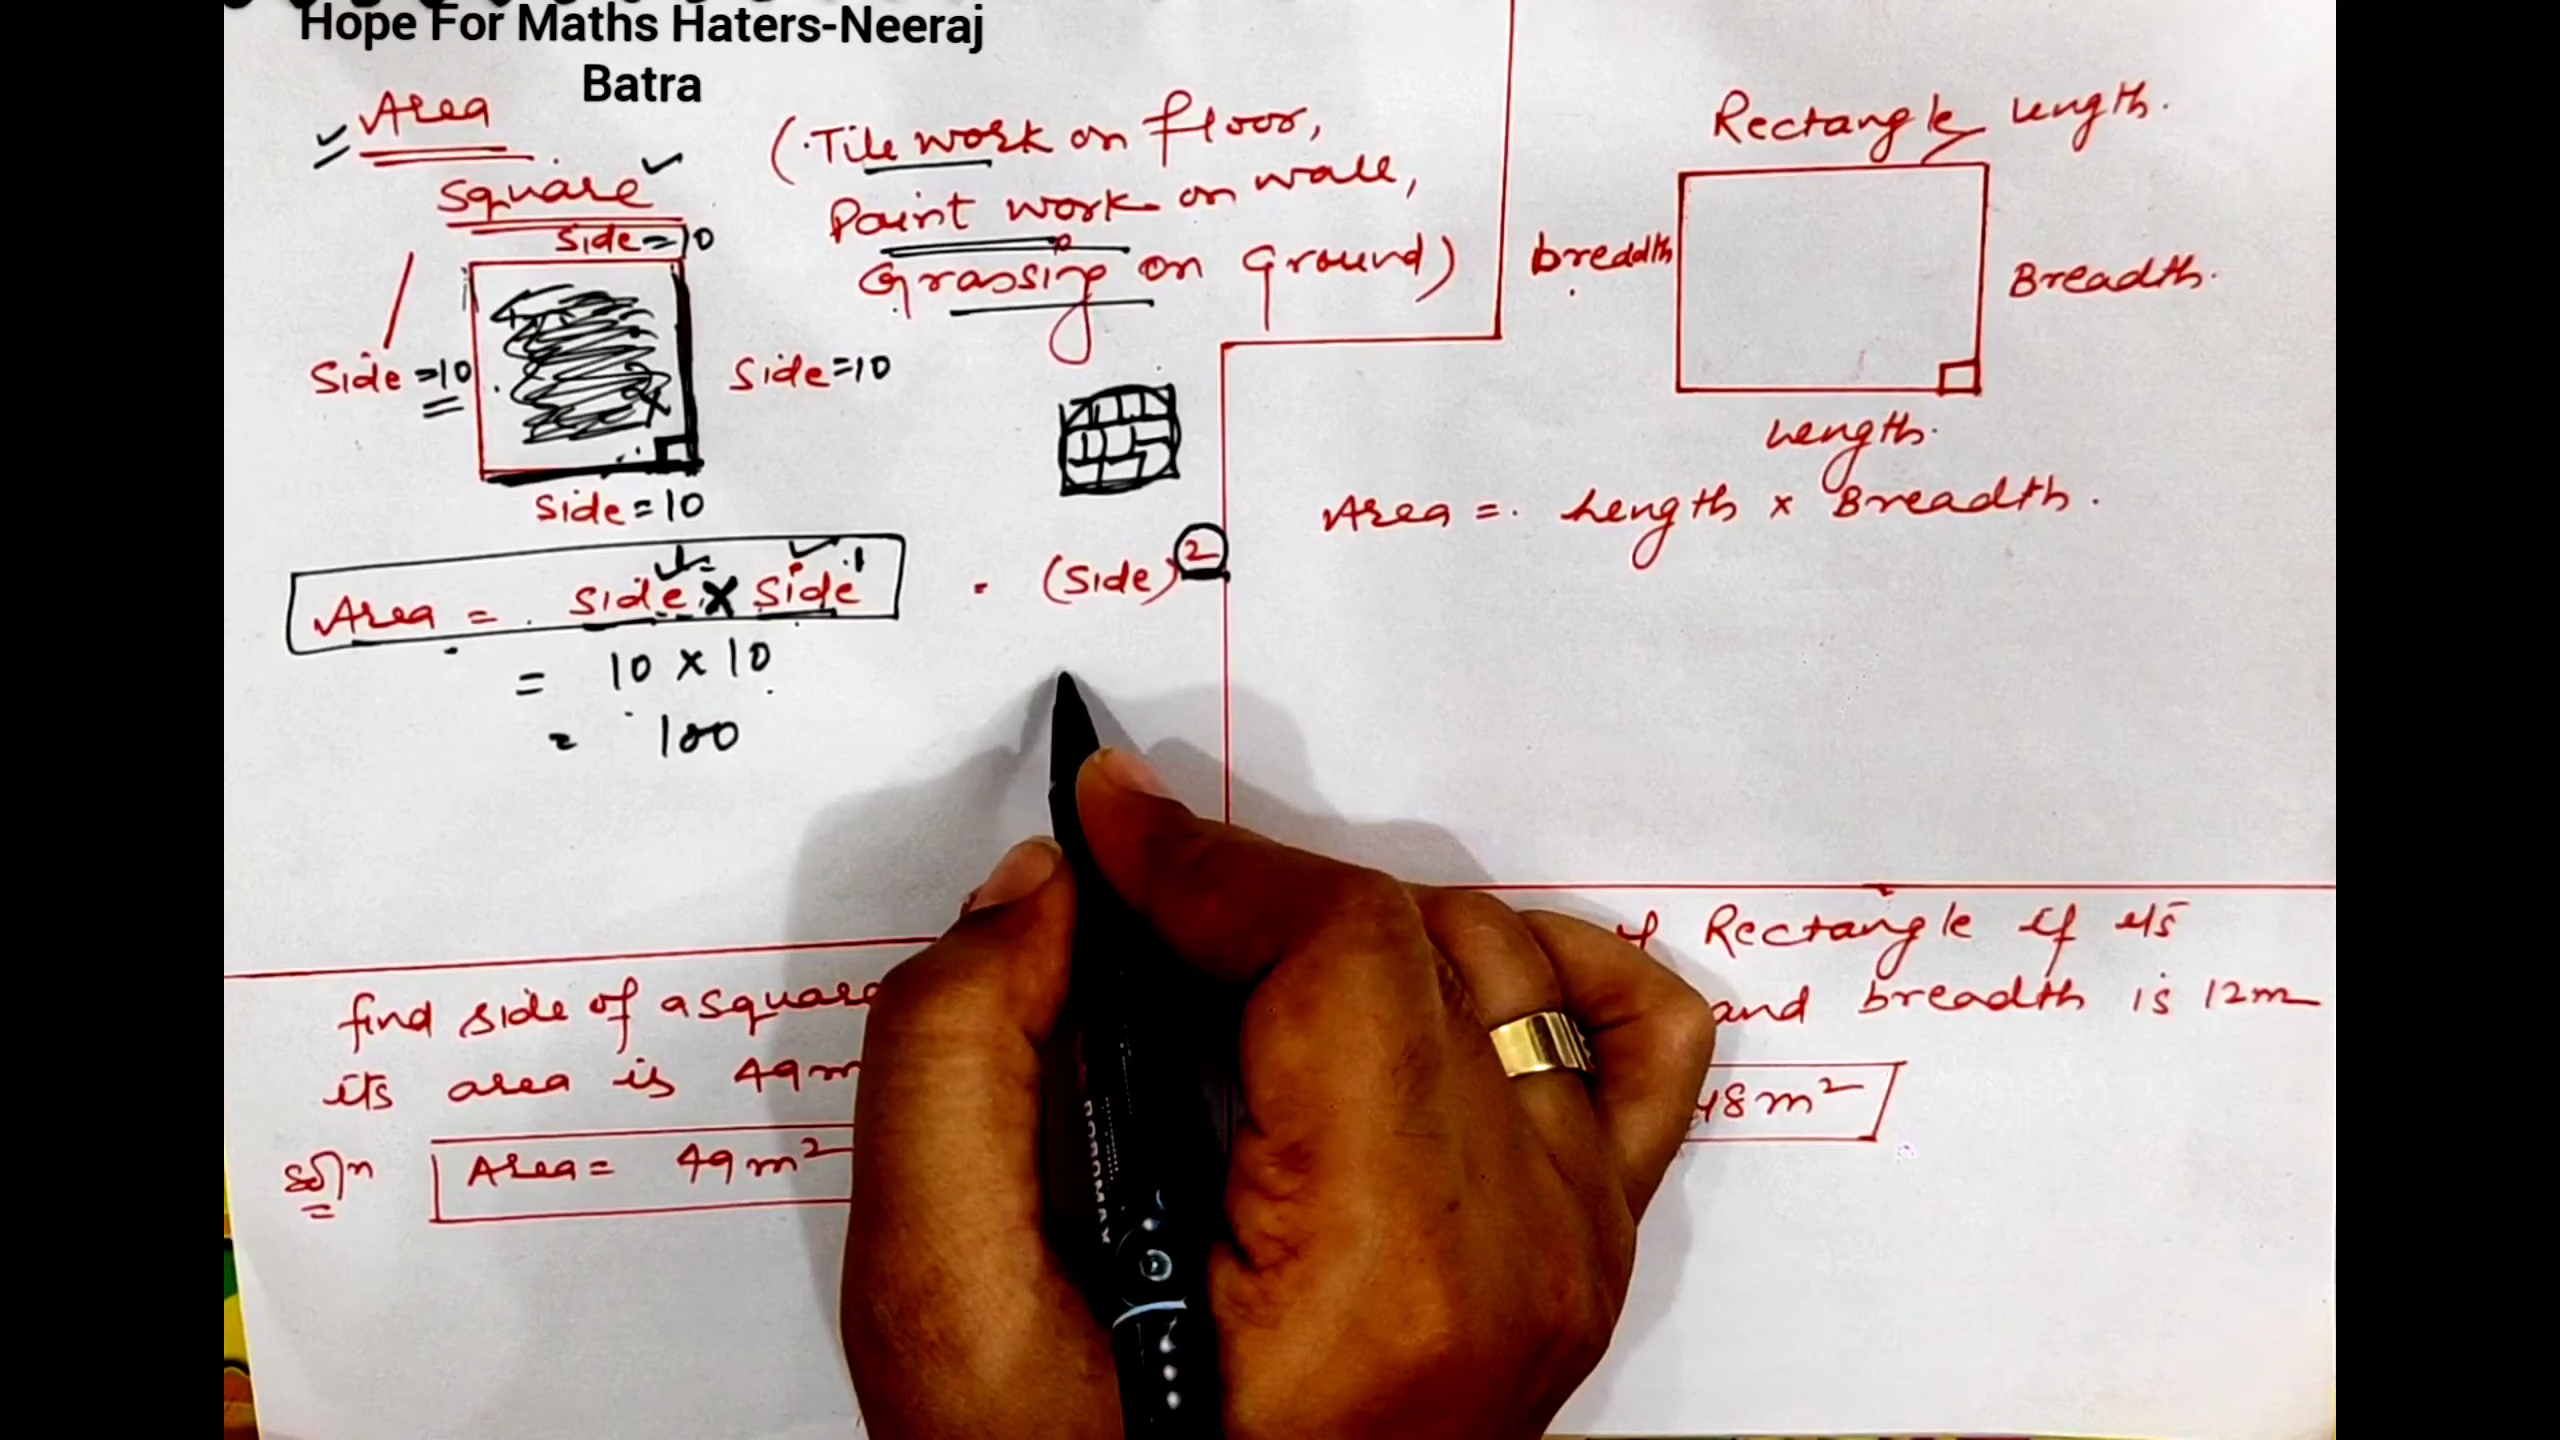 Hope For Maths Haters-Neeraj
Batra
Area
Square
(Tile work on floor,
Paint work on wall,
Grassing on Ground)
Side = 10
Side = 10
Side = 10
Side = 10
Area = Side x Side = (Side)2
= 10 x 10
= 100
Rectangle length.
breadth
Breadth.
Length.
Area = Length x Breadth.
find side of a square
its area is 49m
Soln Area = 49m2
Rectangle if its
and breadth is 12m
48m2